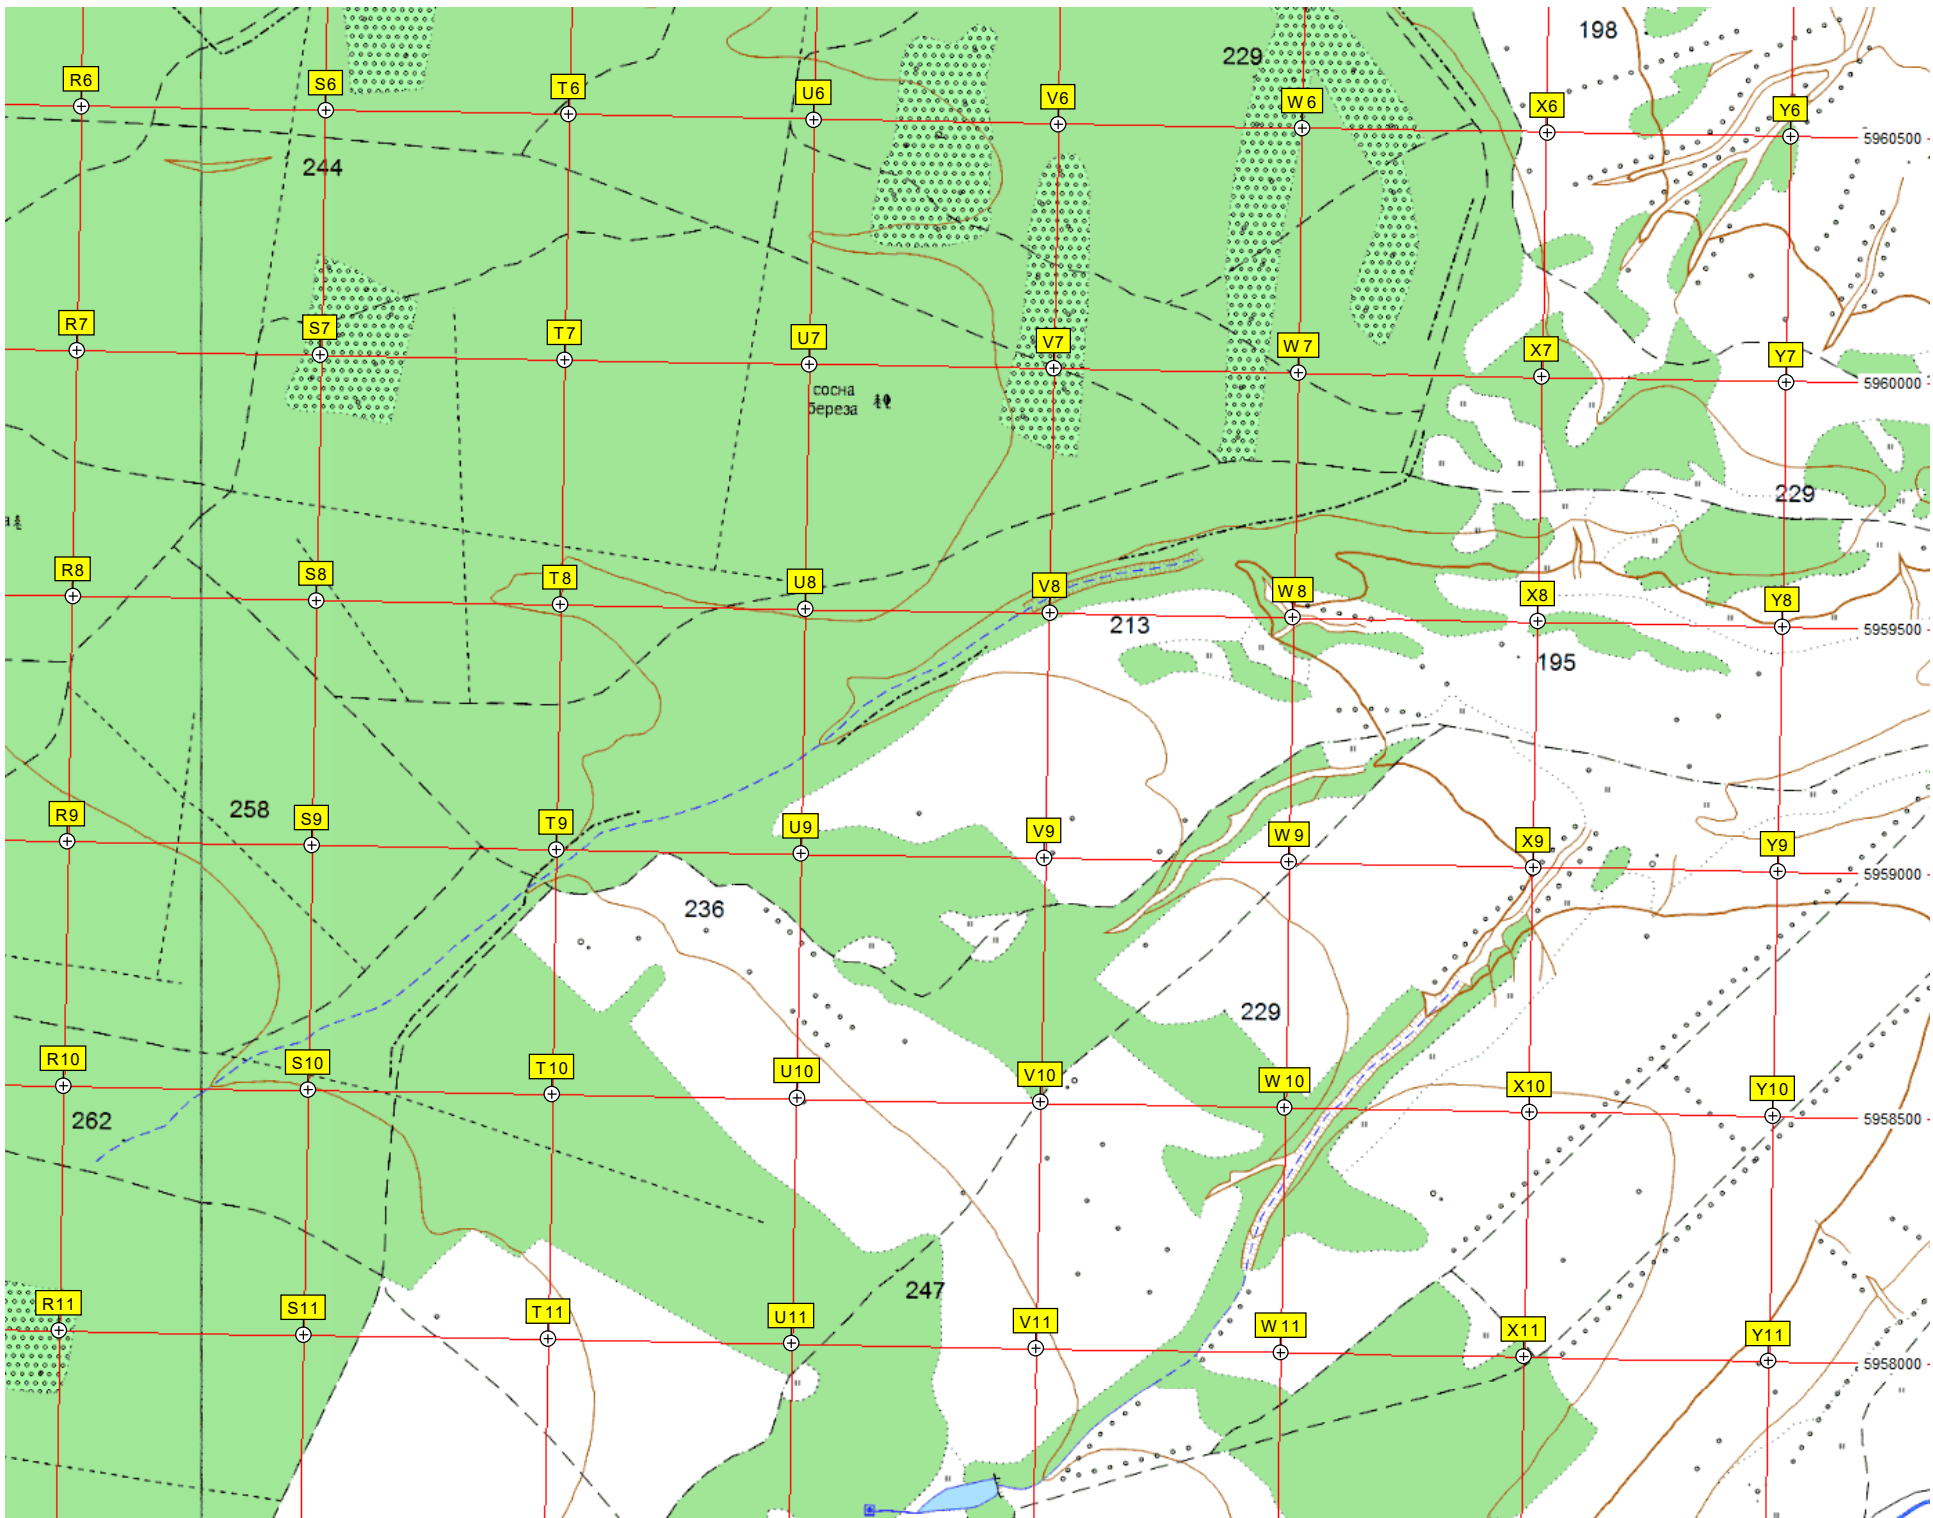 198
229
R6
S6
T6
U6
V6
W6
X6
Y6
5960500
244
R7
S7
T7
U7
V7
W7
X7
Y7
5960000
сосна
береза
229
R8
S8
T8
U8
V8
W8
X8
Y8
5959500
213
195
258
R9
S9
T9
U9
V9
W9
X9
Y9
5959000
236
229
R10
S10
T10
U10
V10
W10
X10
Y10
5958500
262
247
R11
S11
T11
U11
V11
W11
X11
Y11
5958000